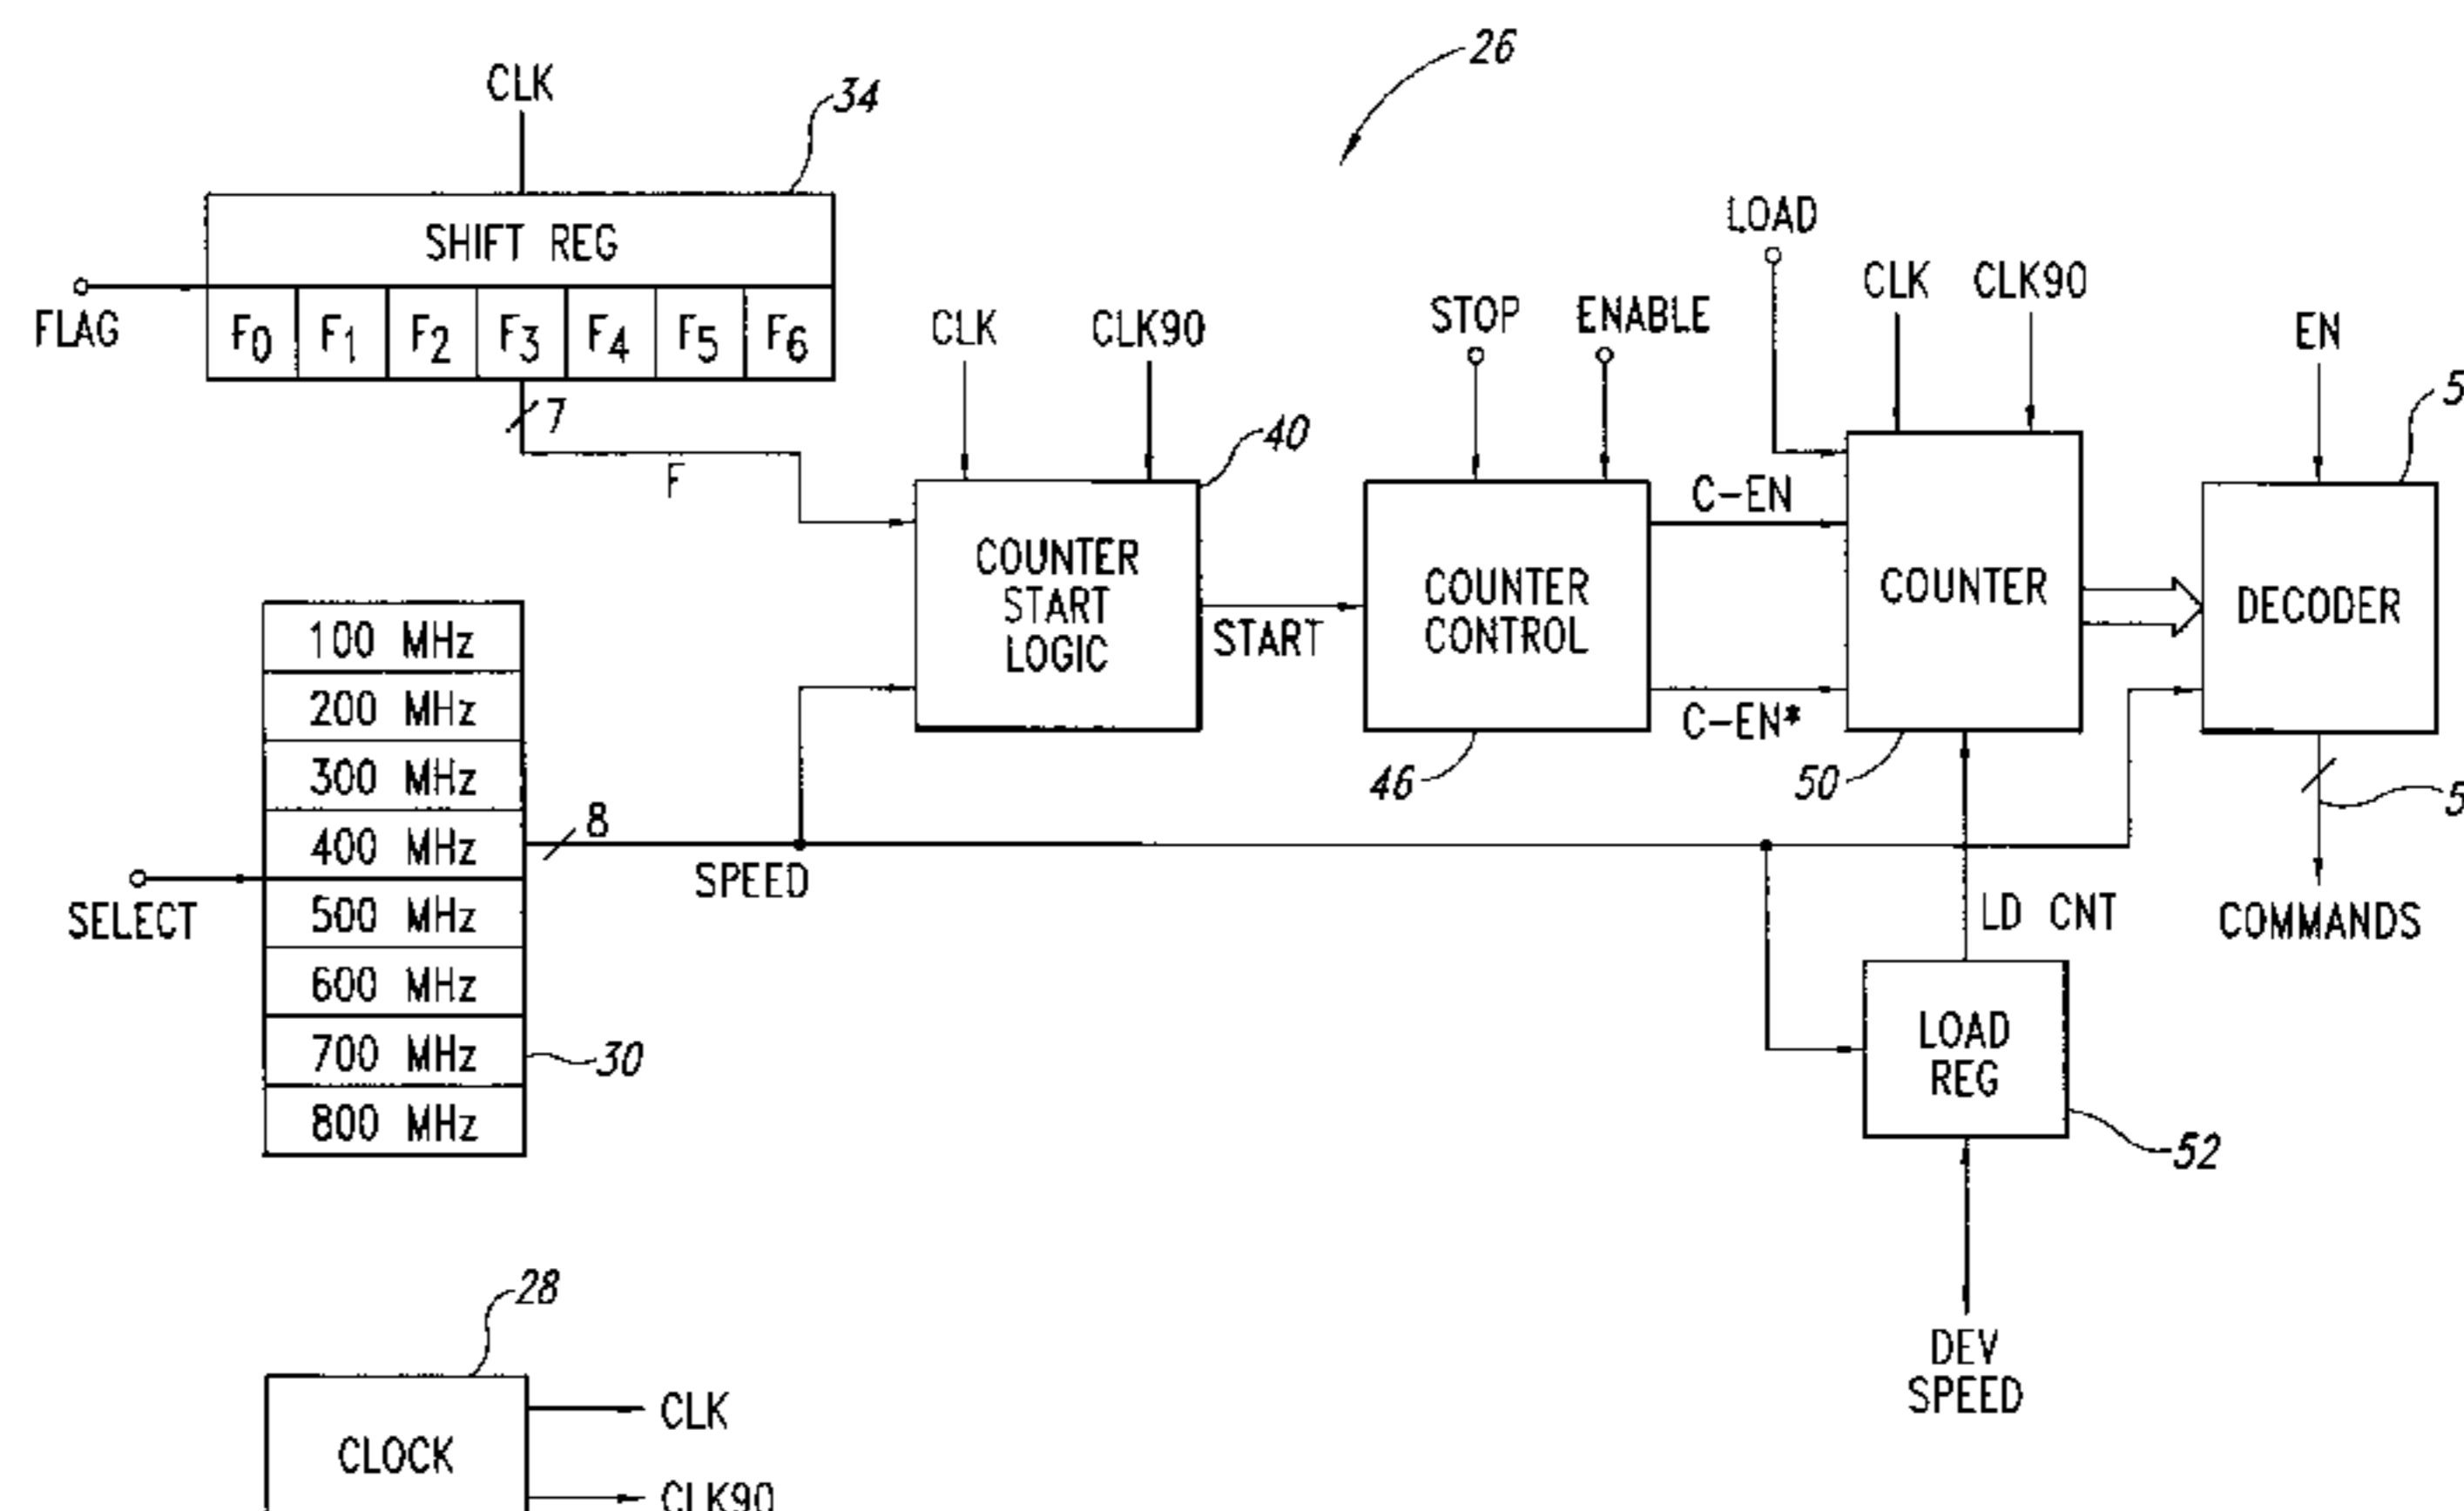 26
CLK
34
SHIFT REG
FLAG
F0 F1 F2 F3 F4 F5 F6
7
F
CLK
CLK90
40
COUNTER
START
LOGIC
START
STOP
ENABLE
COUNTER
CONTROL
46
C-EN
C-EN*
LOAD
CLK
CLK90
COUNTER
50
EN
DECODER
COMMANDS
100 MHz
200 MHz
300 MHz
400 MHz
500 MHz
600 MHz
700 MHz
800 MHz
SELECT
30
8
SPEED
LD CNT
LOAD
REG
52
DEV
SPEED
28
CLOCK
CLK
CLK90